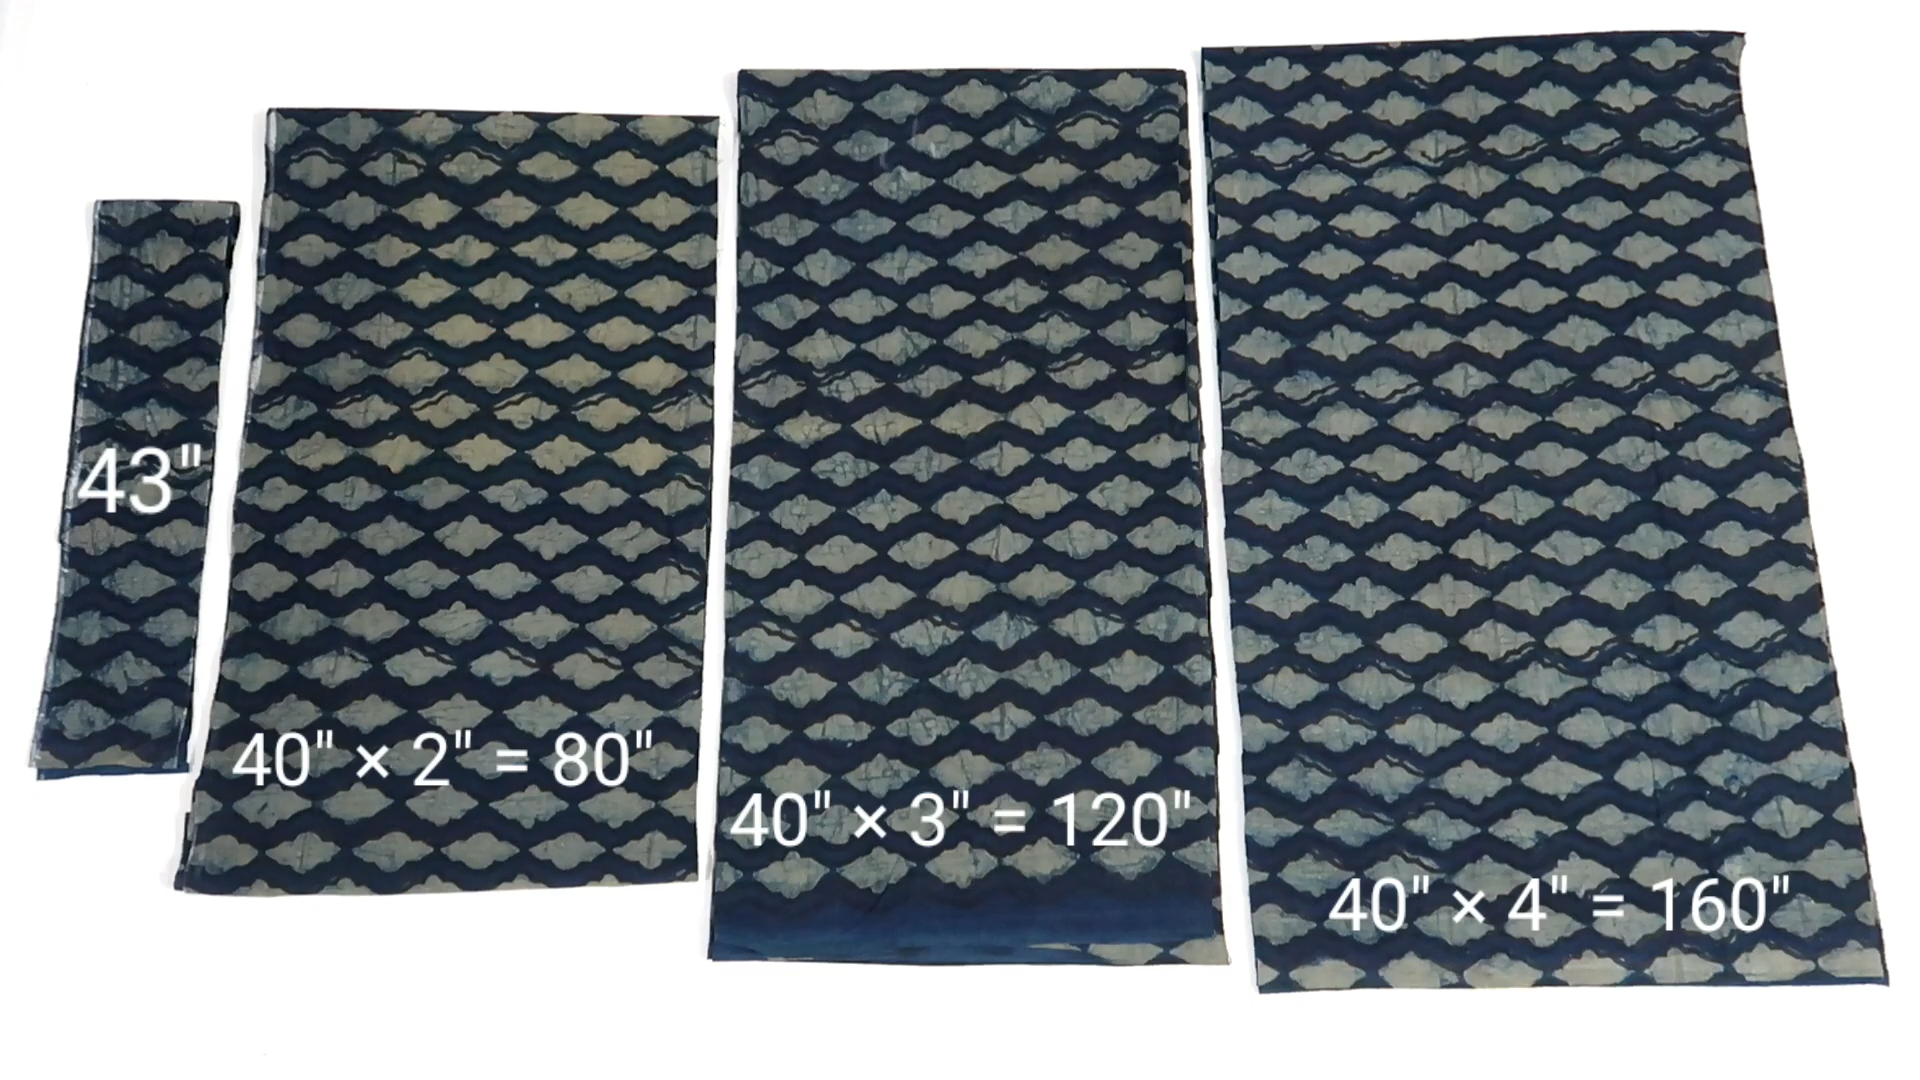 43"
40" × 2" = 80"
40" × 3" = 120"
40" × 4" = 160"